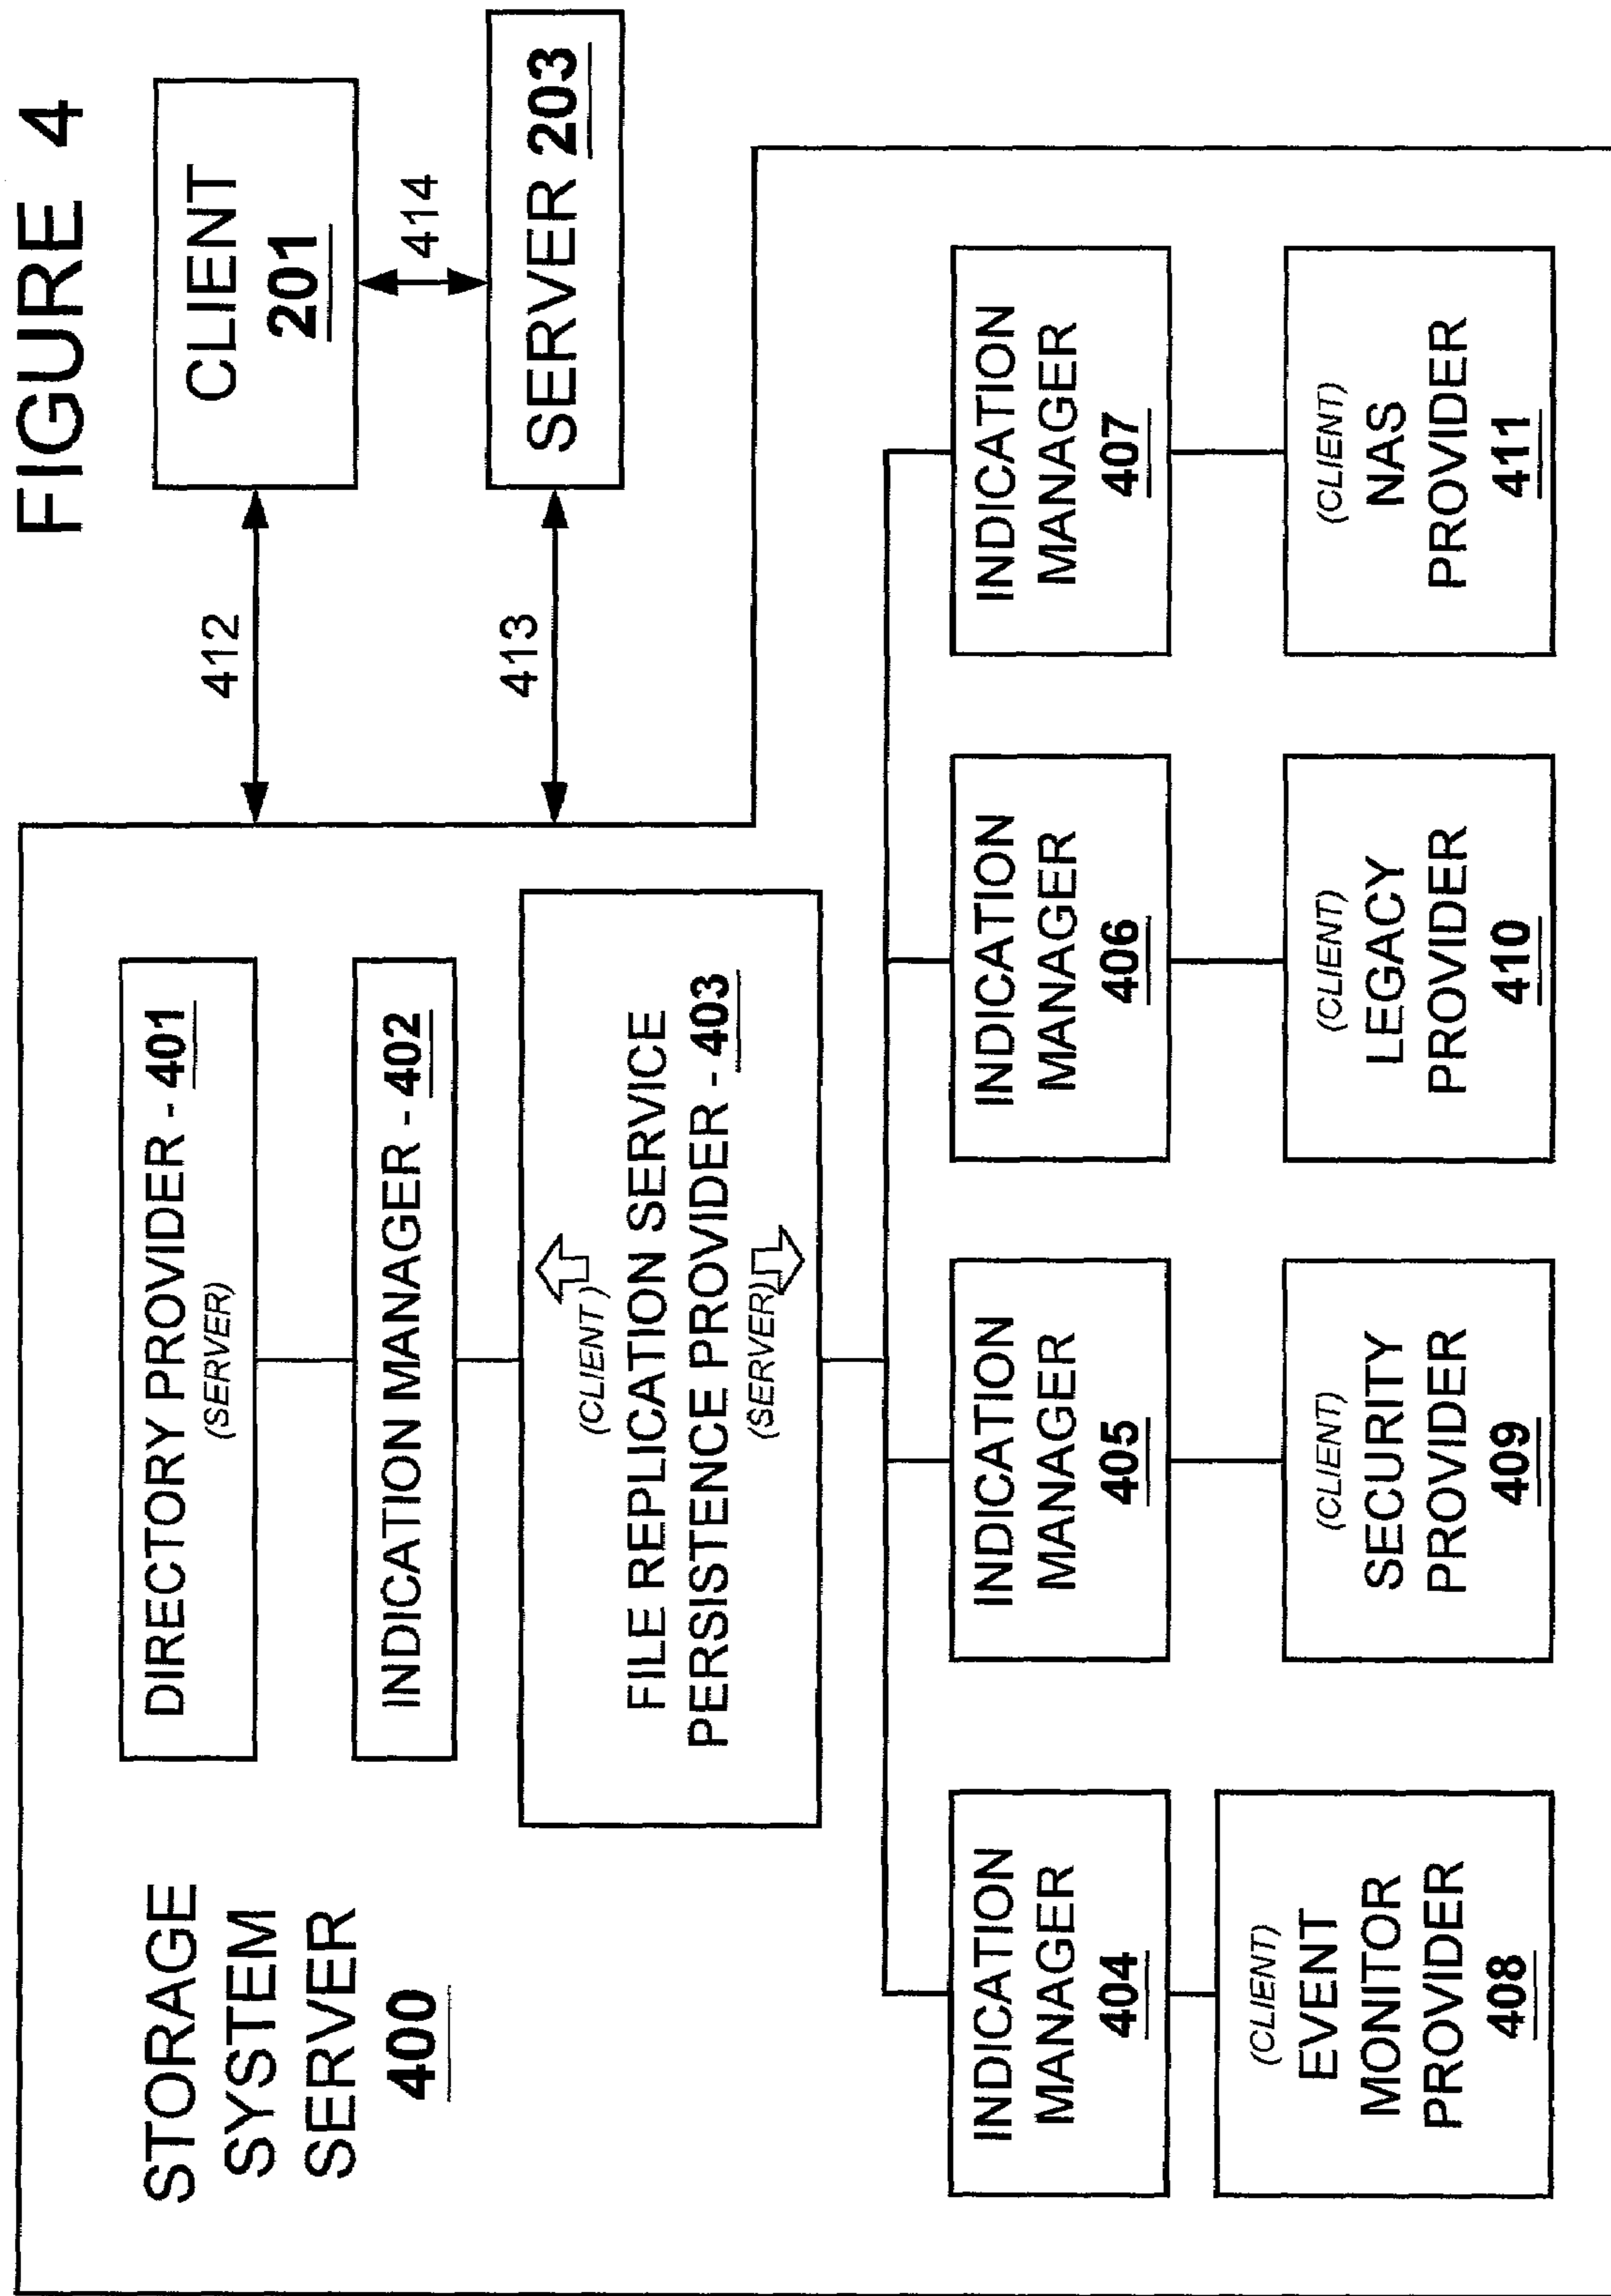 FIGURE 4
CLIENT
201
414
SERVER 203
412
413
STORAGE
SYSTEM
SERVER
400
DIRECTORY PROVIDER - 401
(SERVER)
INDICATION MANAGER - 402
(CLIENT )
FILE REPLICATION SERVICE
PERSISTENCE PROVIDER - 403
(SERVER)
INDICATION
MANAGER
404
INDICATION
MANAGER
405
INDICATION
MANAGER
406
INDICATION
MANAGER
407
(CLIENT)
EVENT
MONITOR
PROVIDER
408
(CLIENT)
SECURITY
PROVIDER
409
(CLIENT)
LEGACY
PROVIDER
410
(CLIENT)
NAS
PROVIDER
411